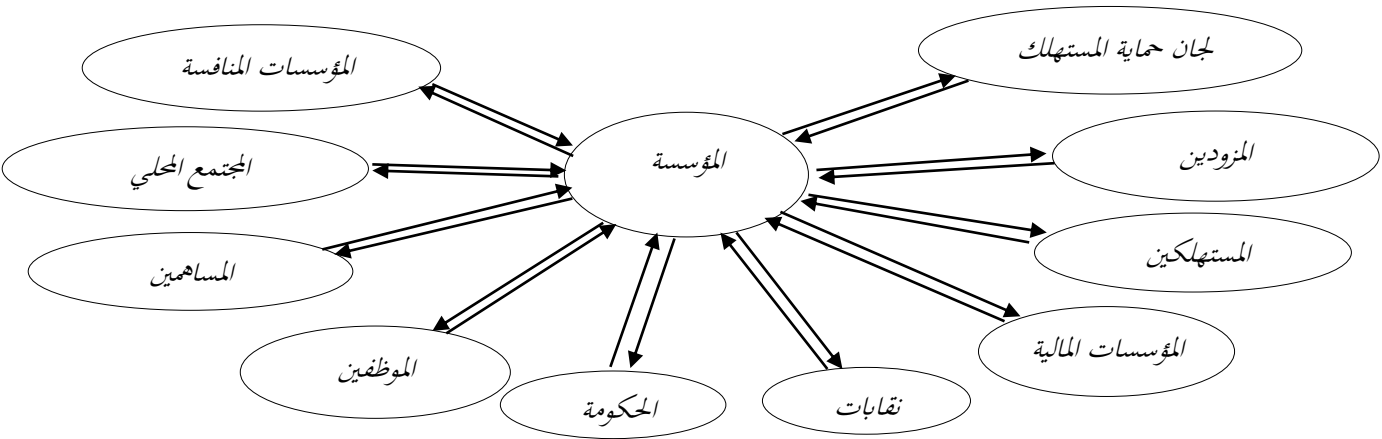 لجان حماية المستهلك
المؤسسات المنافسة
المزودين
المؤسسة
المجتمع المحلي
المستهلكين
المساهمين
المؤسسات المالية
الموظفين
نقابات
الحكومة